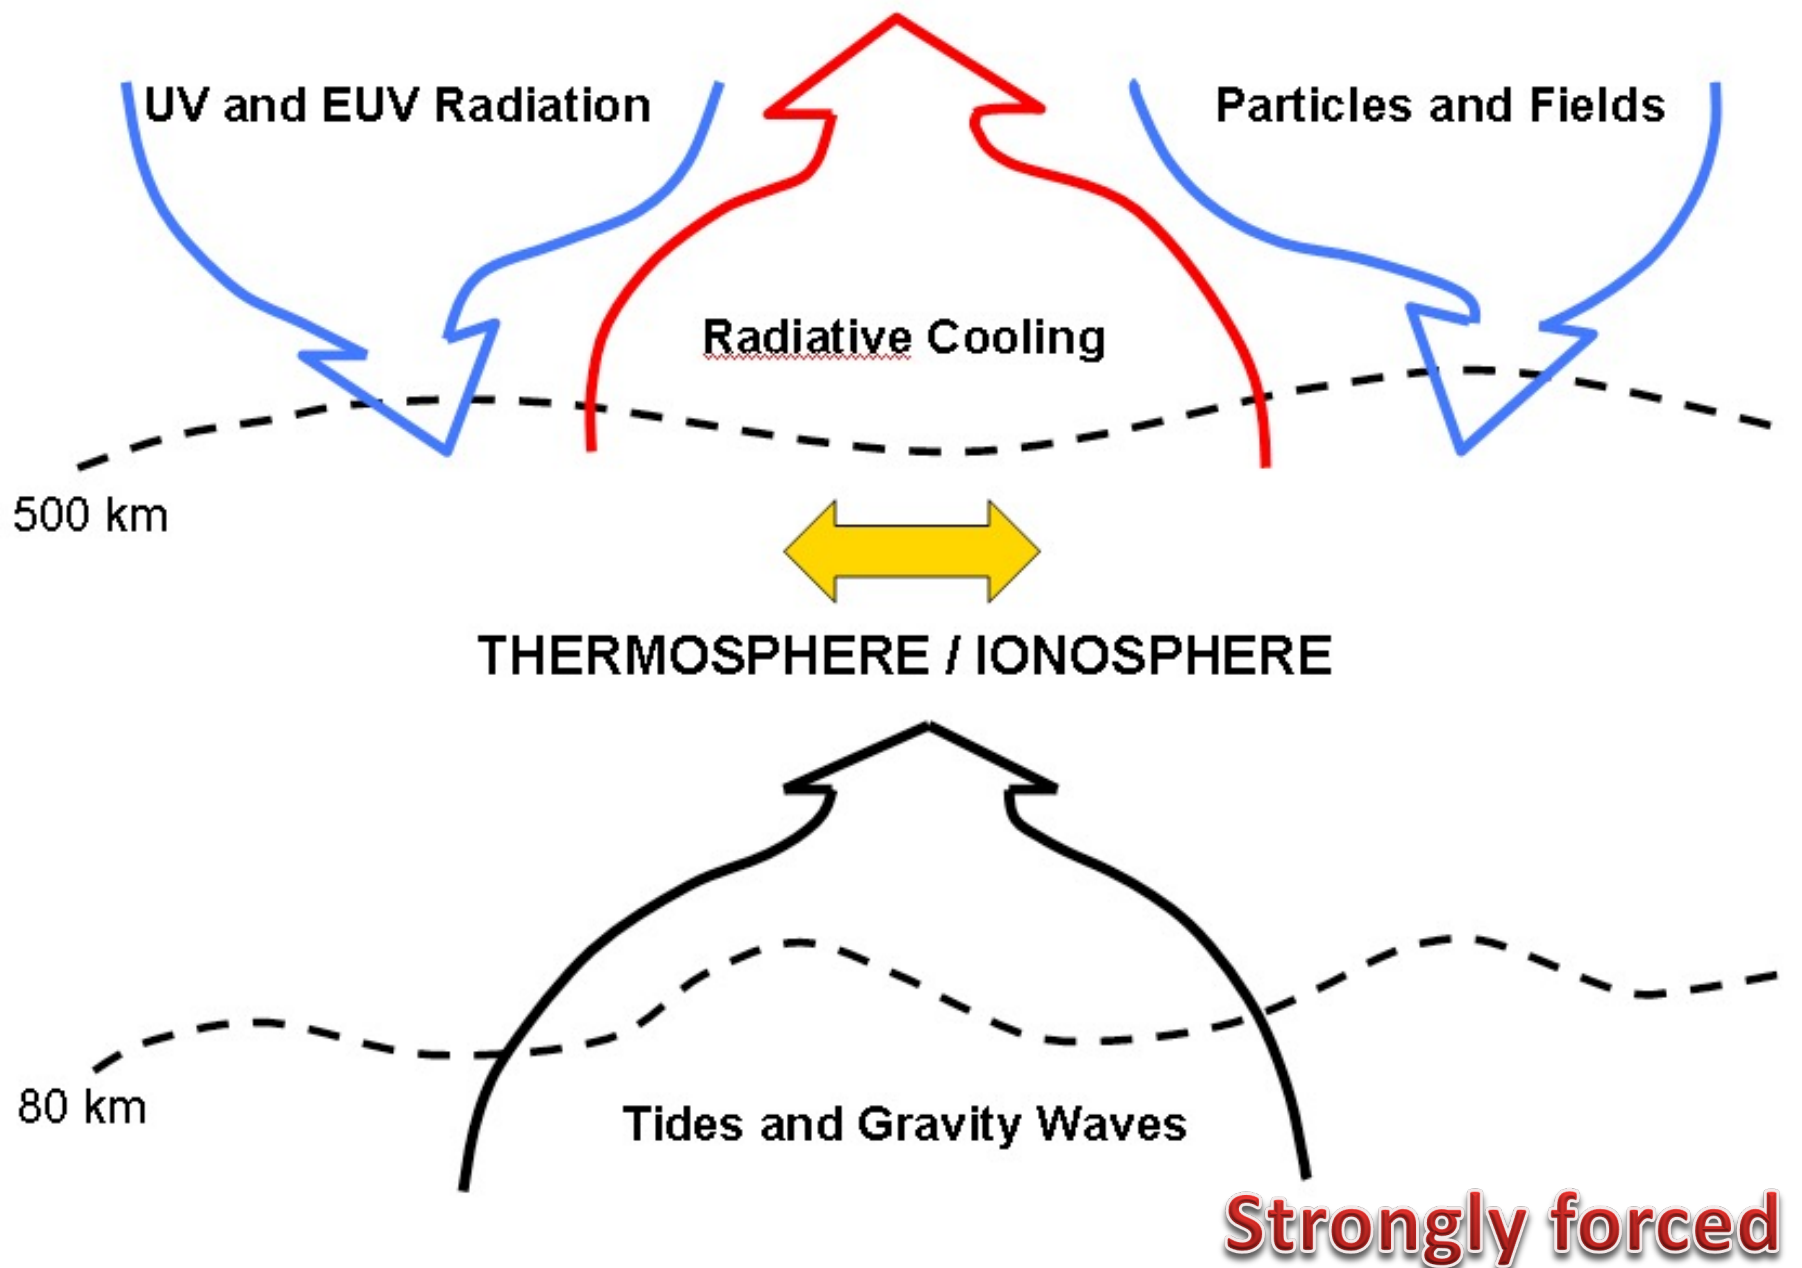 UV and EUV Radiation
Particles and Fields
Radiative Cooling
500 km
THERMOSPHERE / IONOSPHERE
80 km
Tides and Gravity Waves
Strongly forced